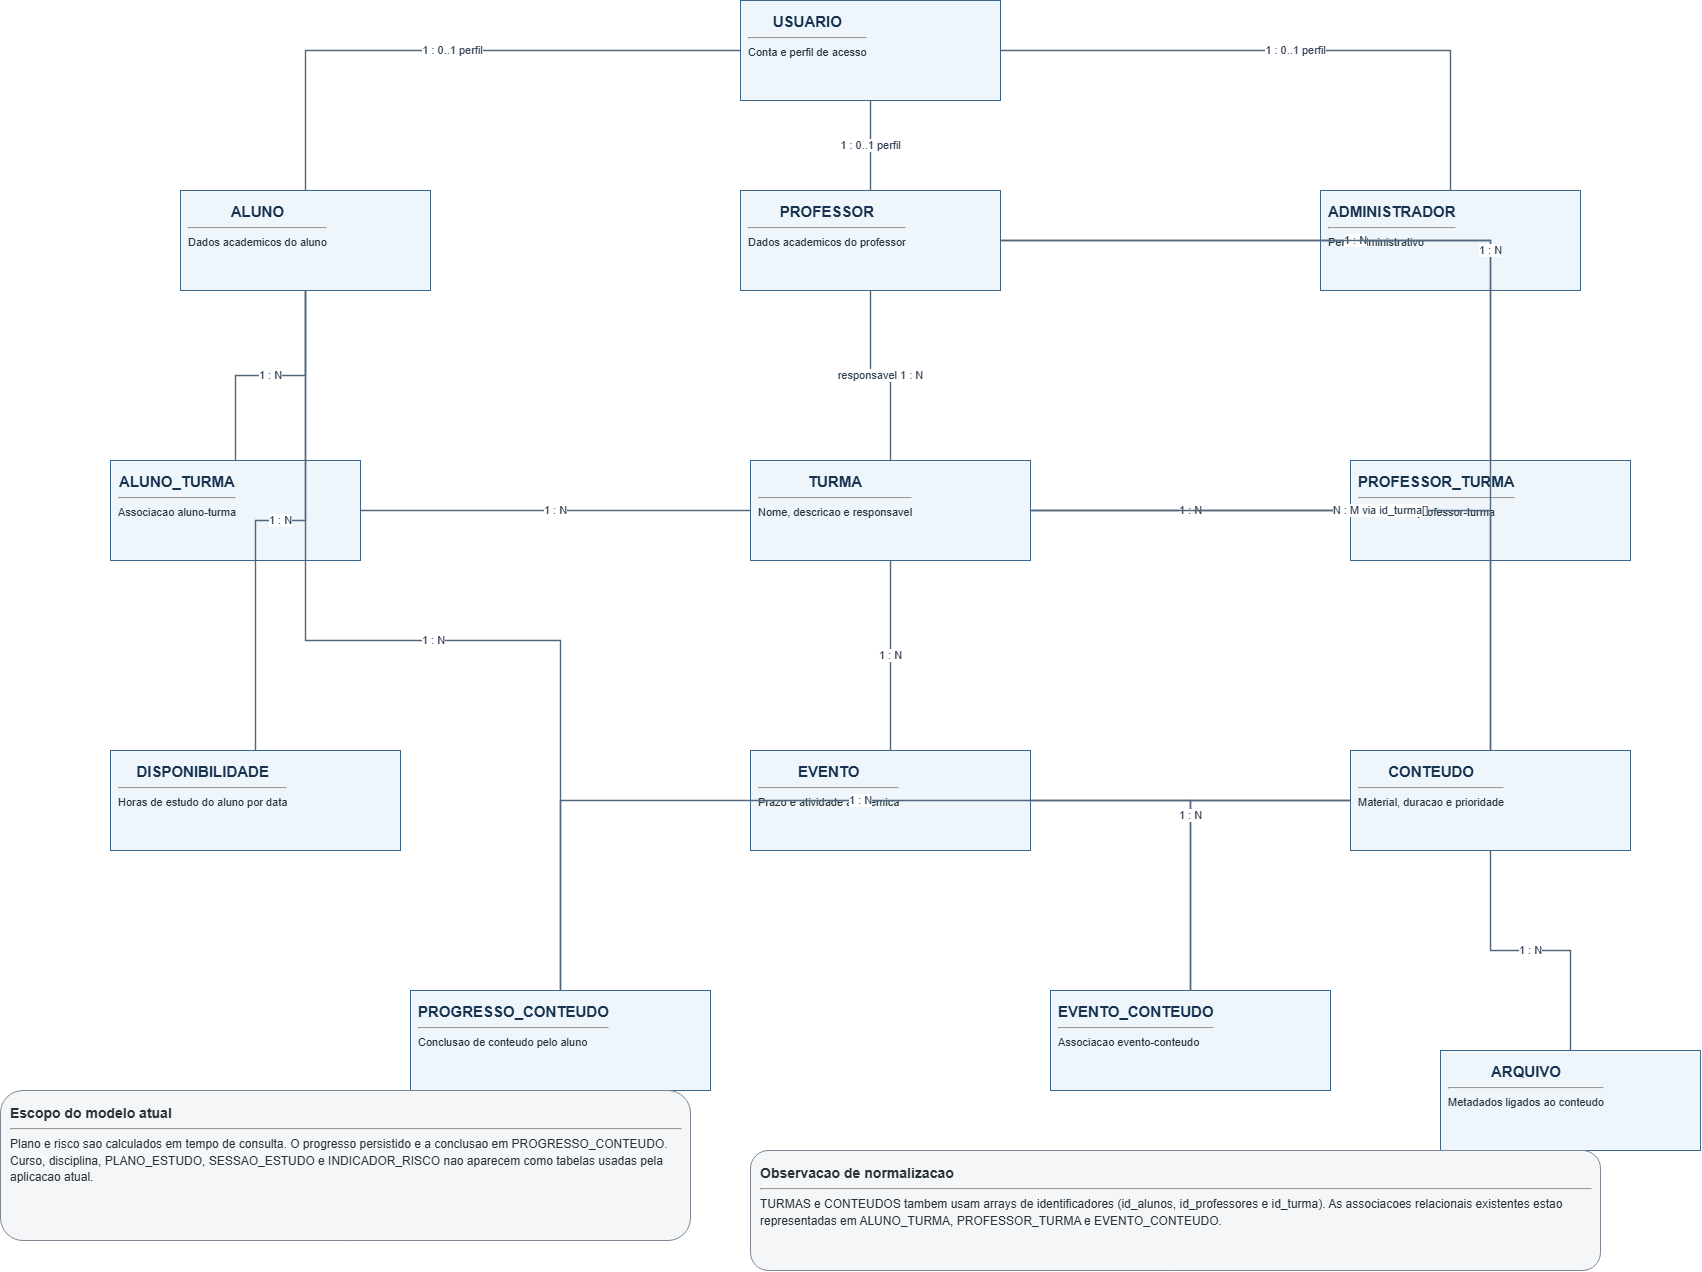 USUARIO
Conta e perfil de acesso
1 : 0..1 perfil
1 : 0..1 perfil
1 : 0..1 perfil
ALUNO
Dados academicos do aluno
PROFESSOR
Dados academicos do professor
ADMINISTRADOR
1 : N
1 : N
1 : N
responsavel 1 : N
ALUNO_TURMA
Associacao aluno-turma
1 : N
1 : N
TURMA
Nome, descricao e responsavel
1 : N
PROFESSOR_TURMA
N : M via id_turma[]
1 : N
1 : N
DISPONIBILIDADE
Horas de estudo do aluno por data
EVENTO
Prazo e atividade
1 : N
CONTEUDO
Material, duracao e prioridade
1 : N
1 : N
PROGRESSO_CONTEUDO
Conclusao de conteudo pelo aluno
EVENTO_CONTEUDO
Associacao evento-conteudo
ARQUIVO
Metadados ligados ao conteudo
Escopo do modelo atual
Plano e risco sao calculados em tempo de consulta. O progresso persistido e a conclusao em PROGRESSO_CONTEUDO.
Curso, disciplina, PLANO_ESTUDO, SESSAO_ESTUDO e INDICADOR_RISCO nao aparecem como tabelas usadas pela
aplicacao atual.
Observacao de normalizacao
TURMAS e CONTEUDOS tambem usam arrays de identificadores (id_alunos, id_professores e id_turma). As associacoes relacionais existentes estao
representadas em ALUNO_TURMA, PROFESSOR_TURMA e EVENTO_CONTEUDO.